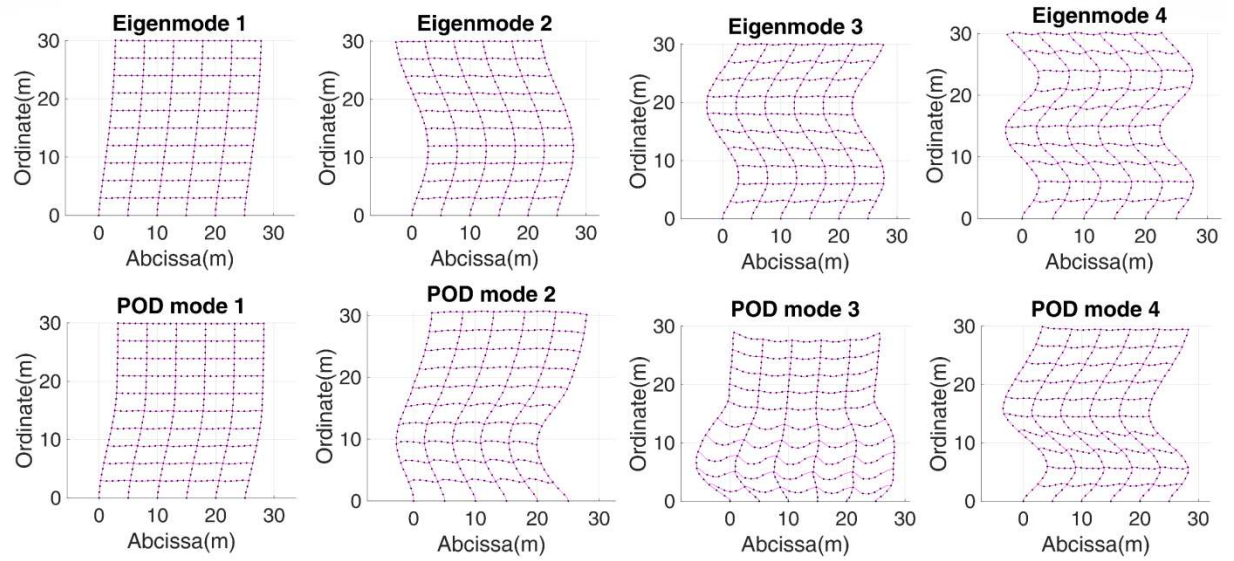 Eigenmode 1
30
20
10
0
Ordinate(m)
0 10 20 30
Abcissa(m)
Eigenmode 2
30
20
10
0
Ordinate(m)
0 10 20 30
Abcissa(m)
Eigenmode 3
30
20
10
0
Ordinate(m)
0 10 20 30
Abcissa(m)
Eigenmode 4
30
20
10
0
Ordinate(m)
0 10 20 30
Abcissa(m)
POD mode 1
30
20
10
0
Ordinate(m)
0 10 20 30
Abcissa(m)
POD mode 2
30
20
10
0
Ordinate(m)
0 10 20 30
Abcissa(m)
POD mode 3
30
20
10
0
Ordinate(m)
0 10 20 30
Abcissa(m)
POD mode 4
30
20
10
0
Ordinate(m)
0 10 20 30
Abcissa(m)